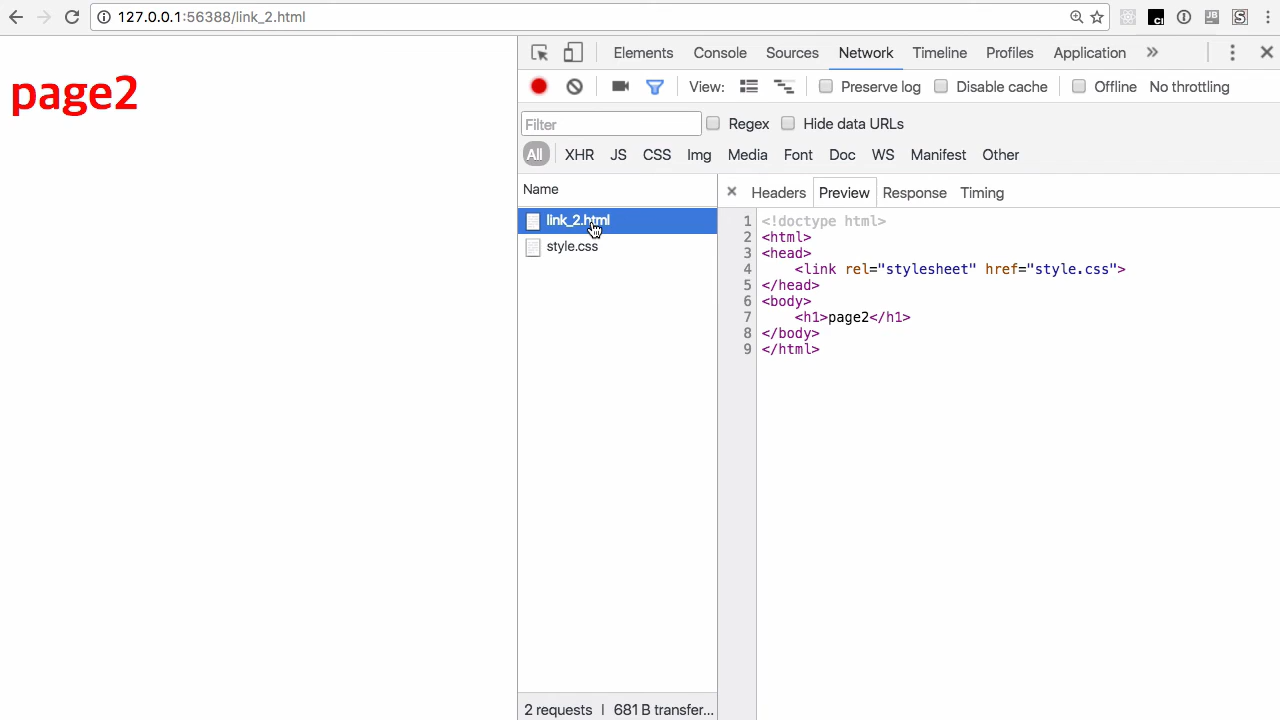 127.0.0.1:56388/link_2.html
page2
Elements Console Sources Network Timeline Profiles Application »
View: Preserve log Disable cache Offline No throttling
Filter Regex Hide data URLs
All XHR JS CSS Img Media Font Doc WS Manifest Other
Name
link_2.html
style.css
2 requests | 681 B transfer...
× Headers Preview Response Timing
1 <!doctype html>
2 <html>
3 <head>
4 <link rel="stylesheet" href="style.css">
5 </head>
6 <body>
7 <h1>page2</h1>
8 </body>
9 </html>